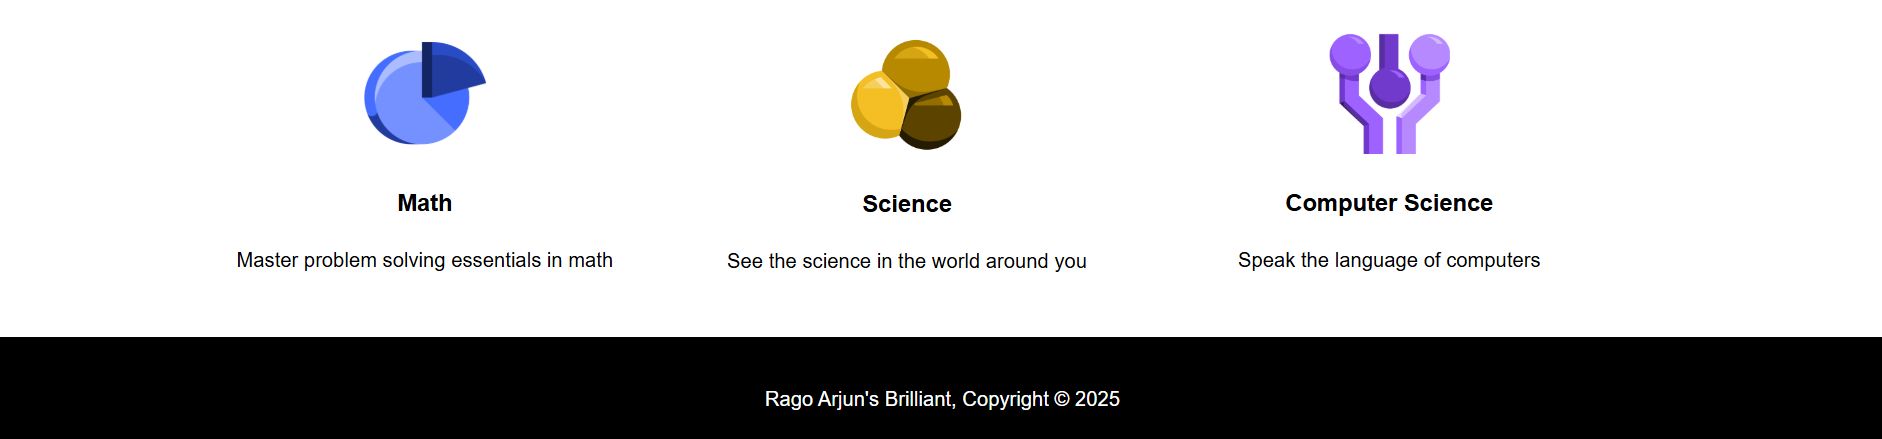 Math
Science
Computer Science
Master problem solving essentials in math
See the science in the world around you
Speak the language of computers
Rago Arjun's Brilliant, Copyright © 2025